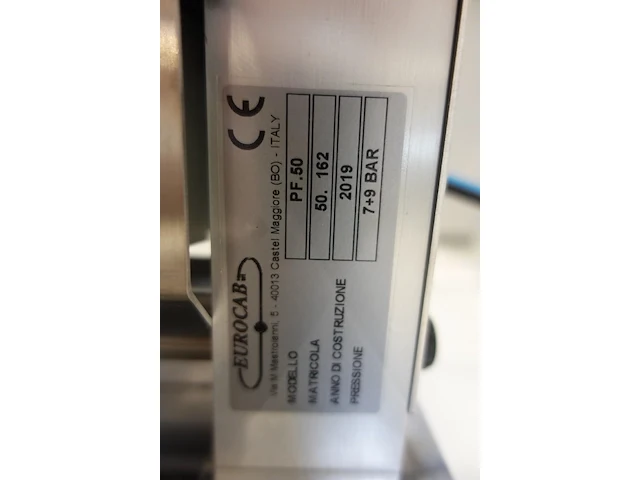 EUROCAB
CE
Via M.Mastroianni, 5 - 40013 Castel Maggiore (BO) - ITALY
MODELLO PF.50
MATRICOLA 50. 162
ANNO DI COSTRUZIONE 2019
PRESSIONE 7+9 BAR